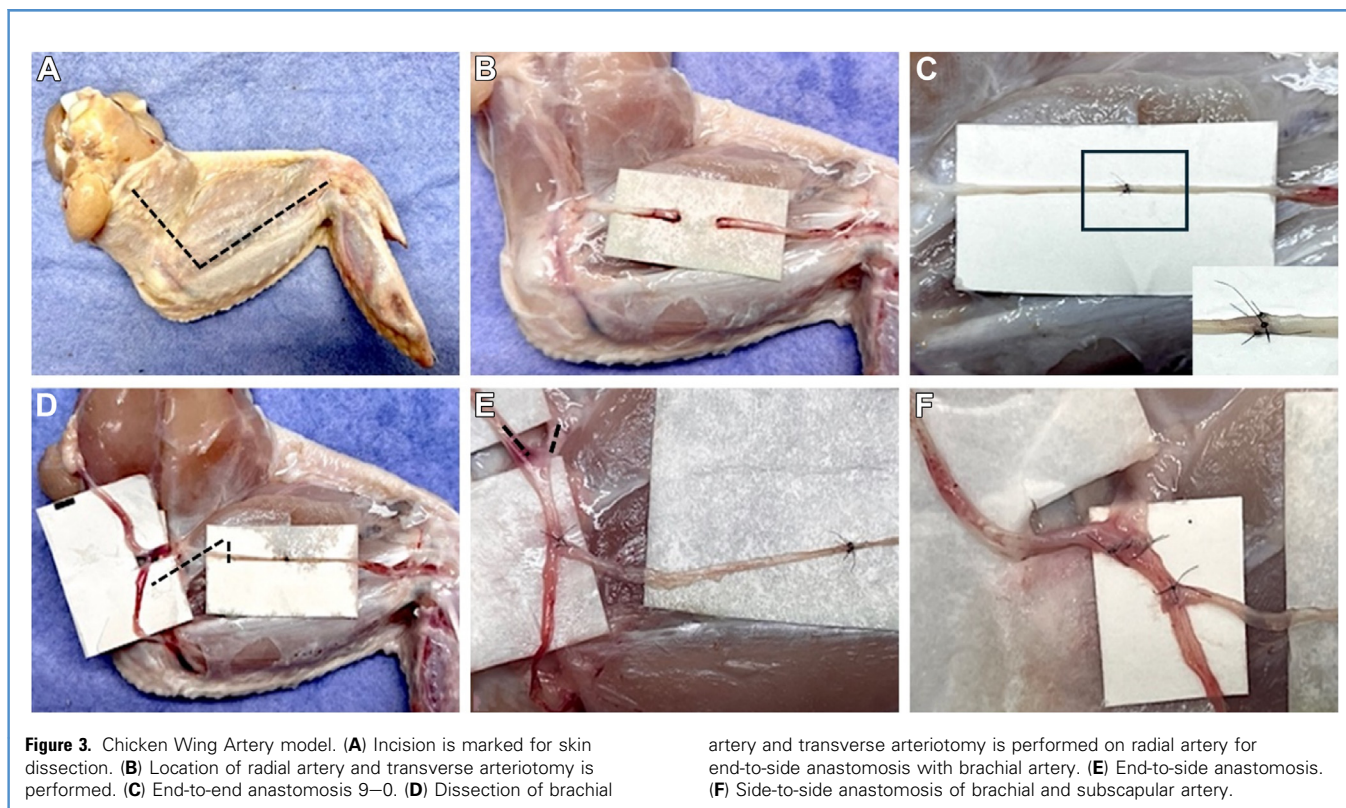 A
B
C
D
E
F
Figure 3. Chicken Wing Artery model. (A) Incision is marked for skin
dissection. (B) Location of radial artery and transverse arteriotomy is
performed. (C) End-to-end anastomosis 9–0. (D) Dissection of brachial
artery and transverse arteriotomy is performed on radial artery for
end-to-side anastomosis with brachial artery. (E) End-to-side anastomosis.
(F) Side-to-side anastomosis of brachial and subscapular artery.